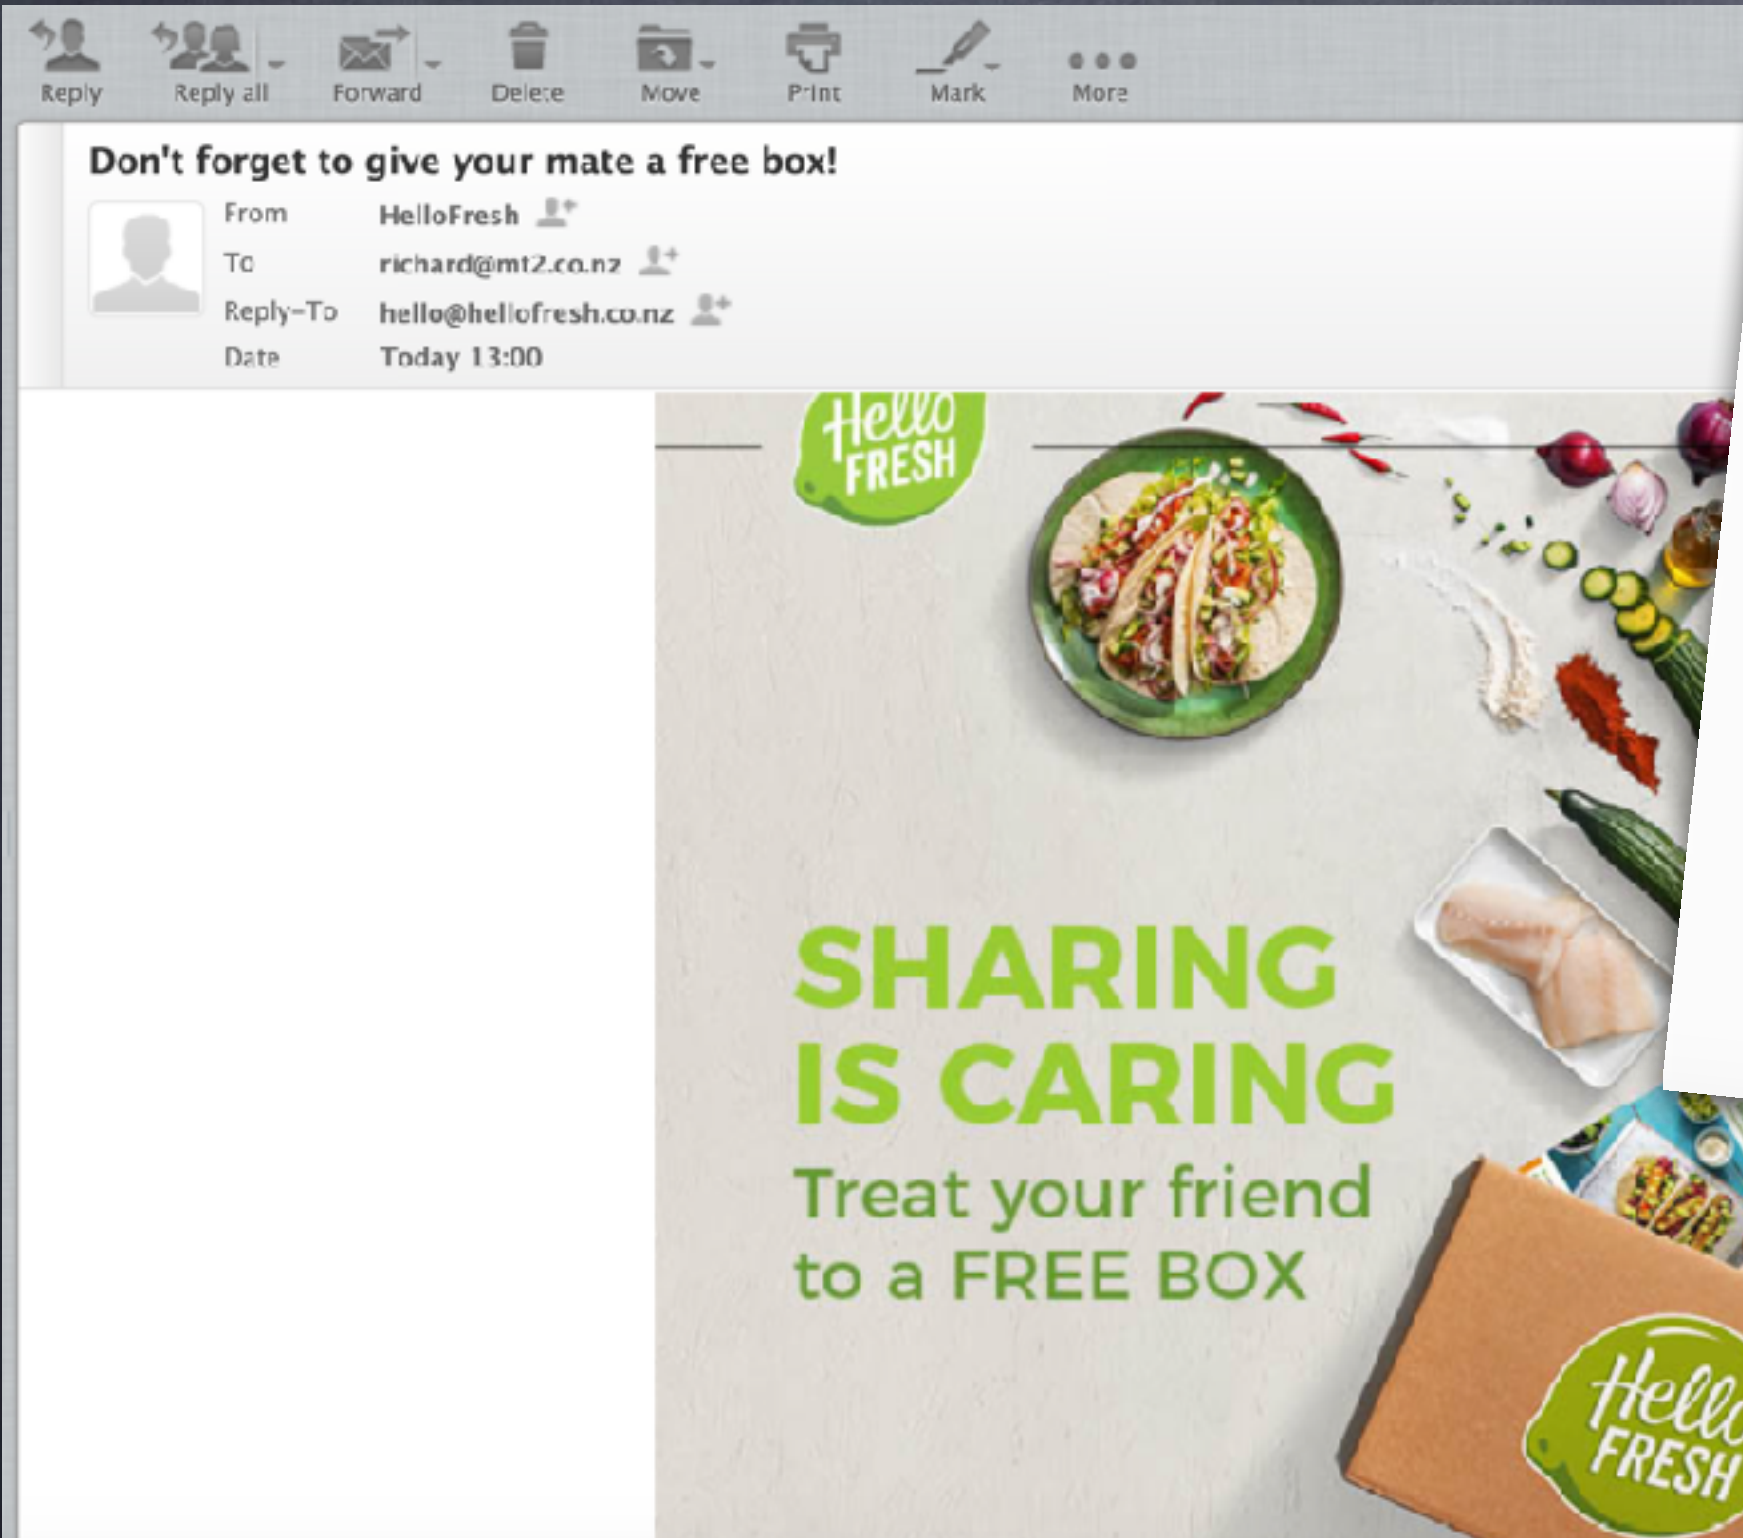 Reply
Reply all
Forward
Delete
Move
Print
Mark
More
Don't forget to give your mate a free box!
From HelloFresh
To richard@mt2.co.nz
Reply-To hello@hellofresh.co.nz
Date Today 13:00
Hello
FRESH
SHARING
IS CARING
Treat your friend
to a FREE BOX
Hello
FRESH